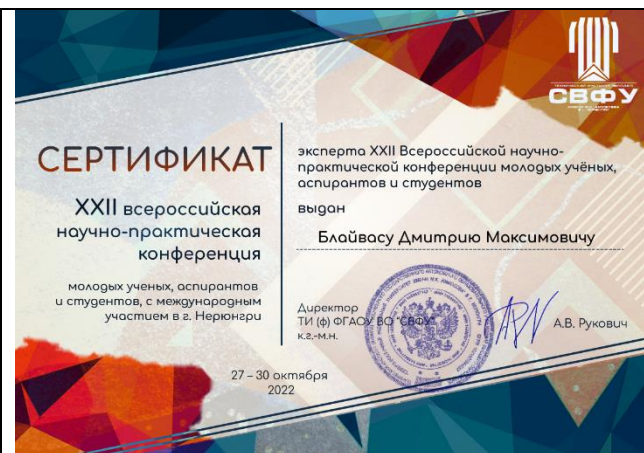 СВФУ
СЕРТИФИКАТ
XXII всероссийская
научно-практическая
конференция
молодых ученых, аспирантов
и студентов, с международным
участием в г. Нерюнгри
эксперта XXII Всероссийской научно-
практической конференции молодых учёных,
аспирантов и студентов
выдан
Блайвасу Дмитрию Максимовичу
Директор
ТИ (ф) ФГАОУ ВО "СВФУ",
к.г.-м.н.
А.В. Рукович
27 – 30 октября
2022